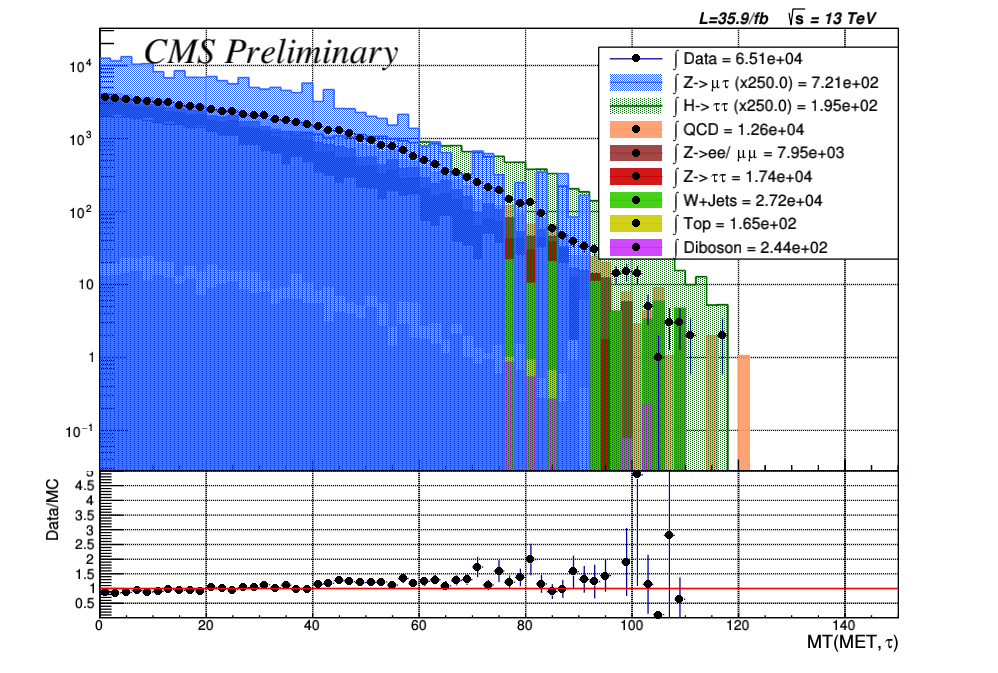 L=35.9/fb √s = 13 TeV
CMS Preliminary
∫ Data = 6.51e+04
∫ Z->μτ (x250.0) = 7.21e+02
∫ H->ττ (x250.0) = 1.95e+02
∫ QCD = 1.26e+04
∫ Z->ee/ μμ = 7.95e+03
∫ Z->ττ = 1.74e+04
∫ W+Jets = 2.72e+04
∫ Top = 1.65e+02
∫ Diboson = 2.44e+02
10⁴
10³
10²
10
1
10⁻¹
Data/MC
5
4.5
4
3.5
3
2.5
2
1.5
1
0.5
0 20 40 60 80 100 120 140
MT(MET, τ)